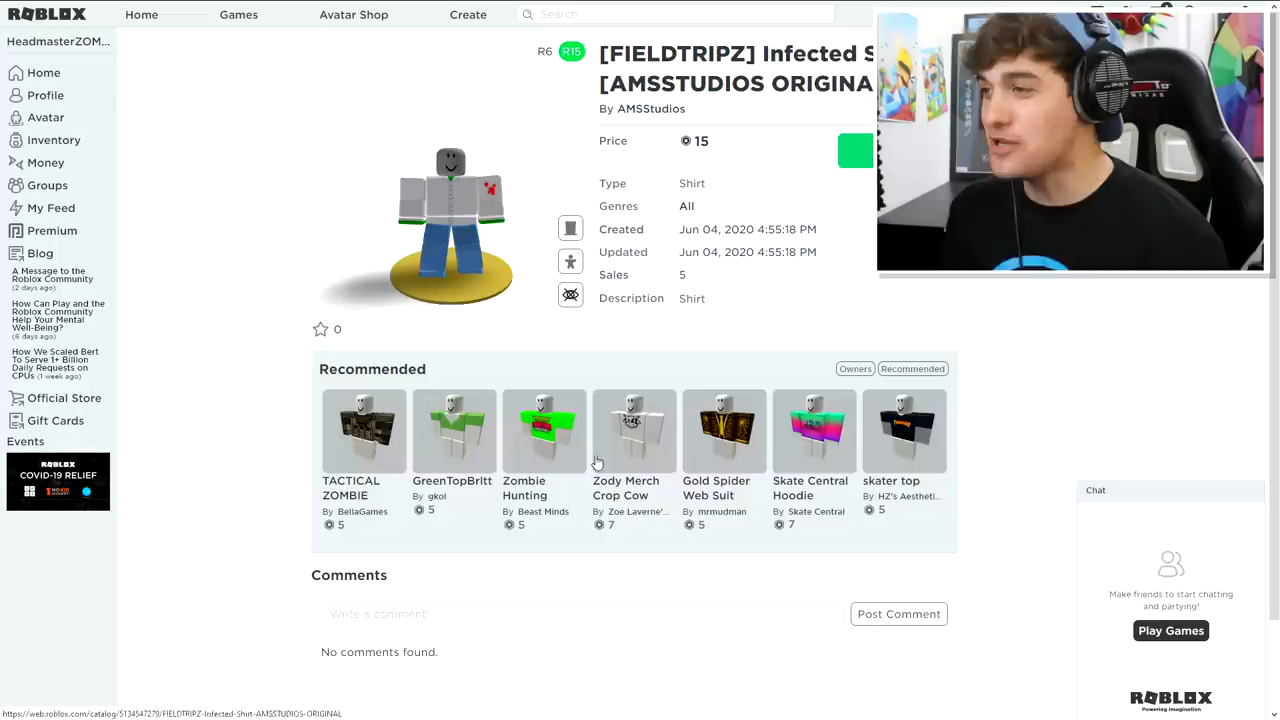 ROBLOX
Home
Games
Avatar Shop
Create
Search
HeadmasterZOM...
Home
Profile
Avatar
Inventory
Money
Groups
My Feed
Premium
Blog
A Message to the
Roblox Community
(2 days ago)
How Can Play and the
Roblox Community
Help Your Mental
Well-Being?
(6 days ago)
How We Scaled Bert
To Serve 1+ Billion
Daily Requests on
CPUs (1 week ago)
Official Store
Gift Cards
Events
ROBLOX
COVID-19 RELIEF
R6 R15
[FIELDTRIPZ] Infected S
[AMSSTUDIOS ORIGINA
By AMSStudios
Price 15
Type Shirt
Genres All
Created Jun 04, 2020 4:55:18 PM
Updated Jun 04, 2020 4:55:18 PM
Sales 5
Description Shirt
0
Recommended
Owners
Recommended
TACTICAL
ZOMBIE
By BellaGames
5
GreenTopBrItt
By gkol
5
Zombie
Hunting
By Beast Minds
5
Zody Merch
Crop Cow
By Zoe Laverne'...
7
Gold Spider
Web Suit
By mrmudman
5
Skate Central
Hoodie
By Skate Central
7
skater top
By HZ's Aestheti...
5
Comments
Write a comment!
Post Comment
No comments found.
Chat
Make friends to start chatting
and partying!
Play Games
ROBLOX
Powering Imagination
https://web.roblox.com/catalog/5134547279/FIELDTRIPZ-Infected-Shirt-AMSSTUDIOS-ORIGINAL